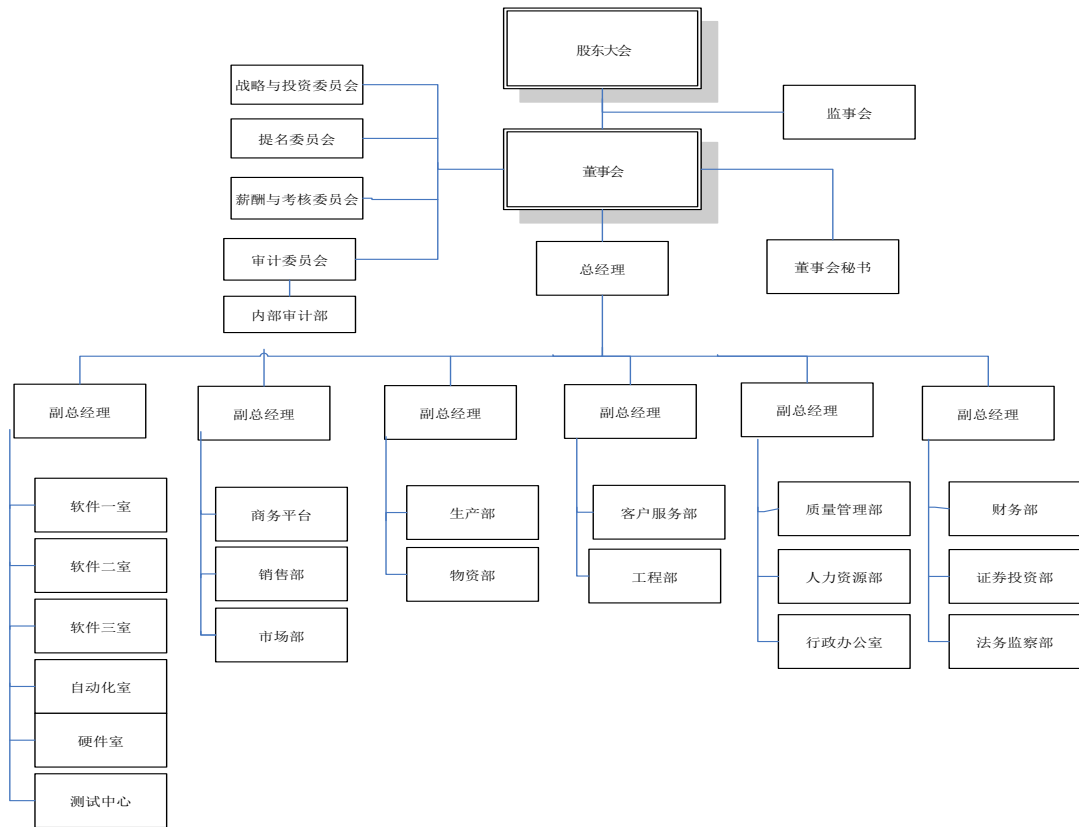 股东大会
战略与投资委员会
监事会
提名委员会
董事会
薪酬与考核委员会
审计委员会
总经理
董事会秘书
内部审计部
副总经理
副总经理
副总经理
副总经理
副总经理
副总经理
软件一室
软件二室
软件三室
自动化室
硬件室
测试中心
商务平台
销售部
市场部
生产部
物资部
客户服务部
工程部
质量管理部
人力资源部
行政办公室
财务部
证券投资部
法务监察部